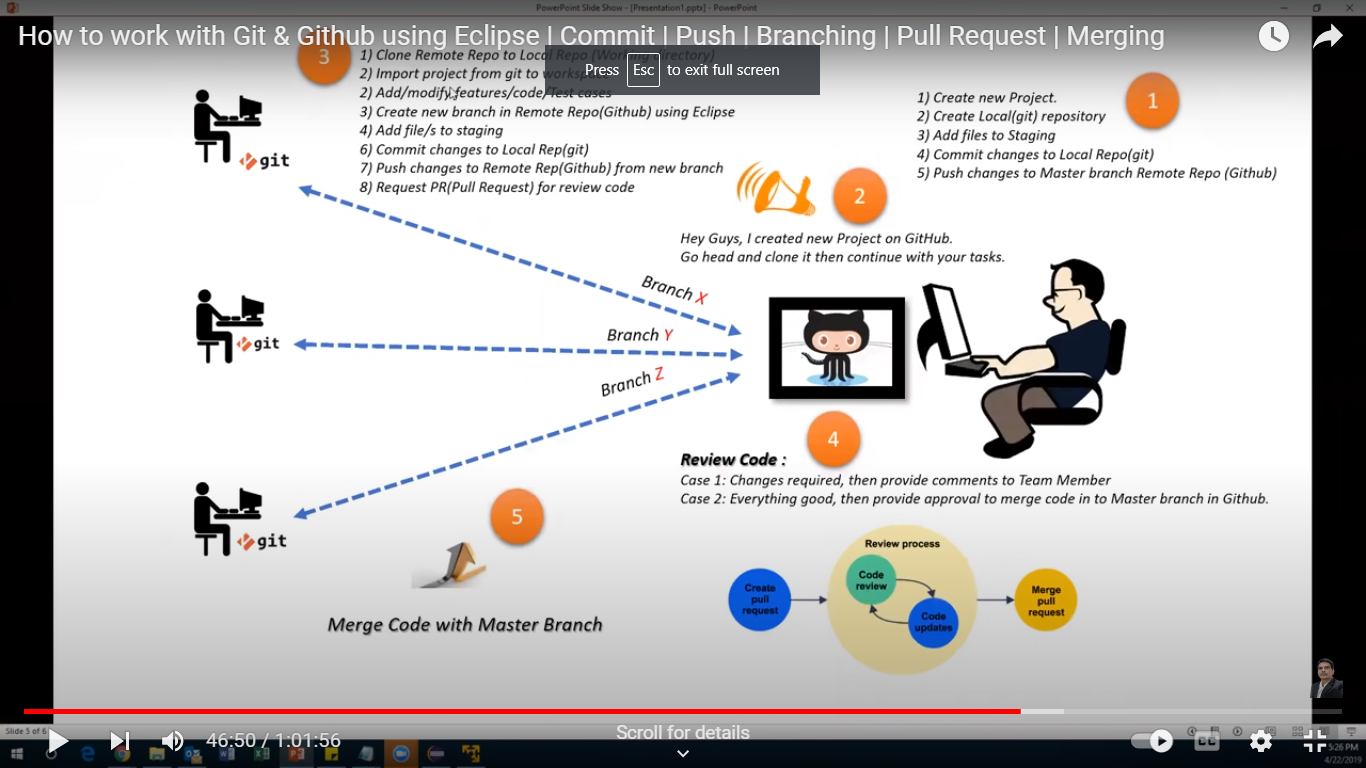 PowerPoint Slide Show - [Presentation1.pptx] - PowerPoint
How to work with Git & Github using Eclipse | Commit | Push | Branching | Pull Request | Merging
Press Esc to exit full screen
3
1) Clone Remote Repo to Local Repo (Working directory)
2) Import project from git to workspace
2) Add/modify features/code/Test cases
3) Create new branch in Remote Repo(Github) using Eclipse
4) Add file/s to staging
6) Commit changes to Local Rep(git)
7) Push changes to Remote Rep(Github) from new branch
8) Request PR(Pull Request) for review code
git
1
1) Create new Project.
2) Create Local(git) repository
3) Add files to Staging
4) Commit changes to Local Repo(git)
5) Push changes to Master branch Remote Repo (Github)
2
Hey Guys, I created new Project on GitHub.
Go head and clone it then continue with your tasks.
Branch X
Branch Y
Branch Z
git
git
4
Review Code :
Case 1: Changes required, then provide comments to Team Member
Case 2: Everything good, then provide approval to merge code in to Master branch in Github.
5
Merge Code with Master Branch
Review process
Create
pull
request
Code
review
Code
updates
Merge
pull
request
Slide 5 of 6
46:50 / 1:01:56
Scroll for details
CC
5:26 PM
4/22/2019